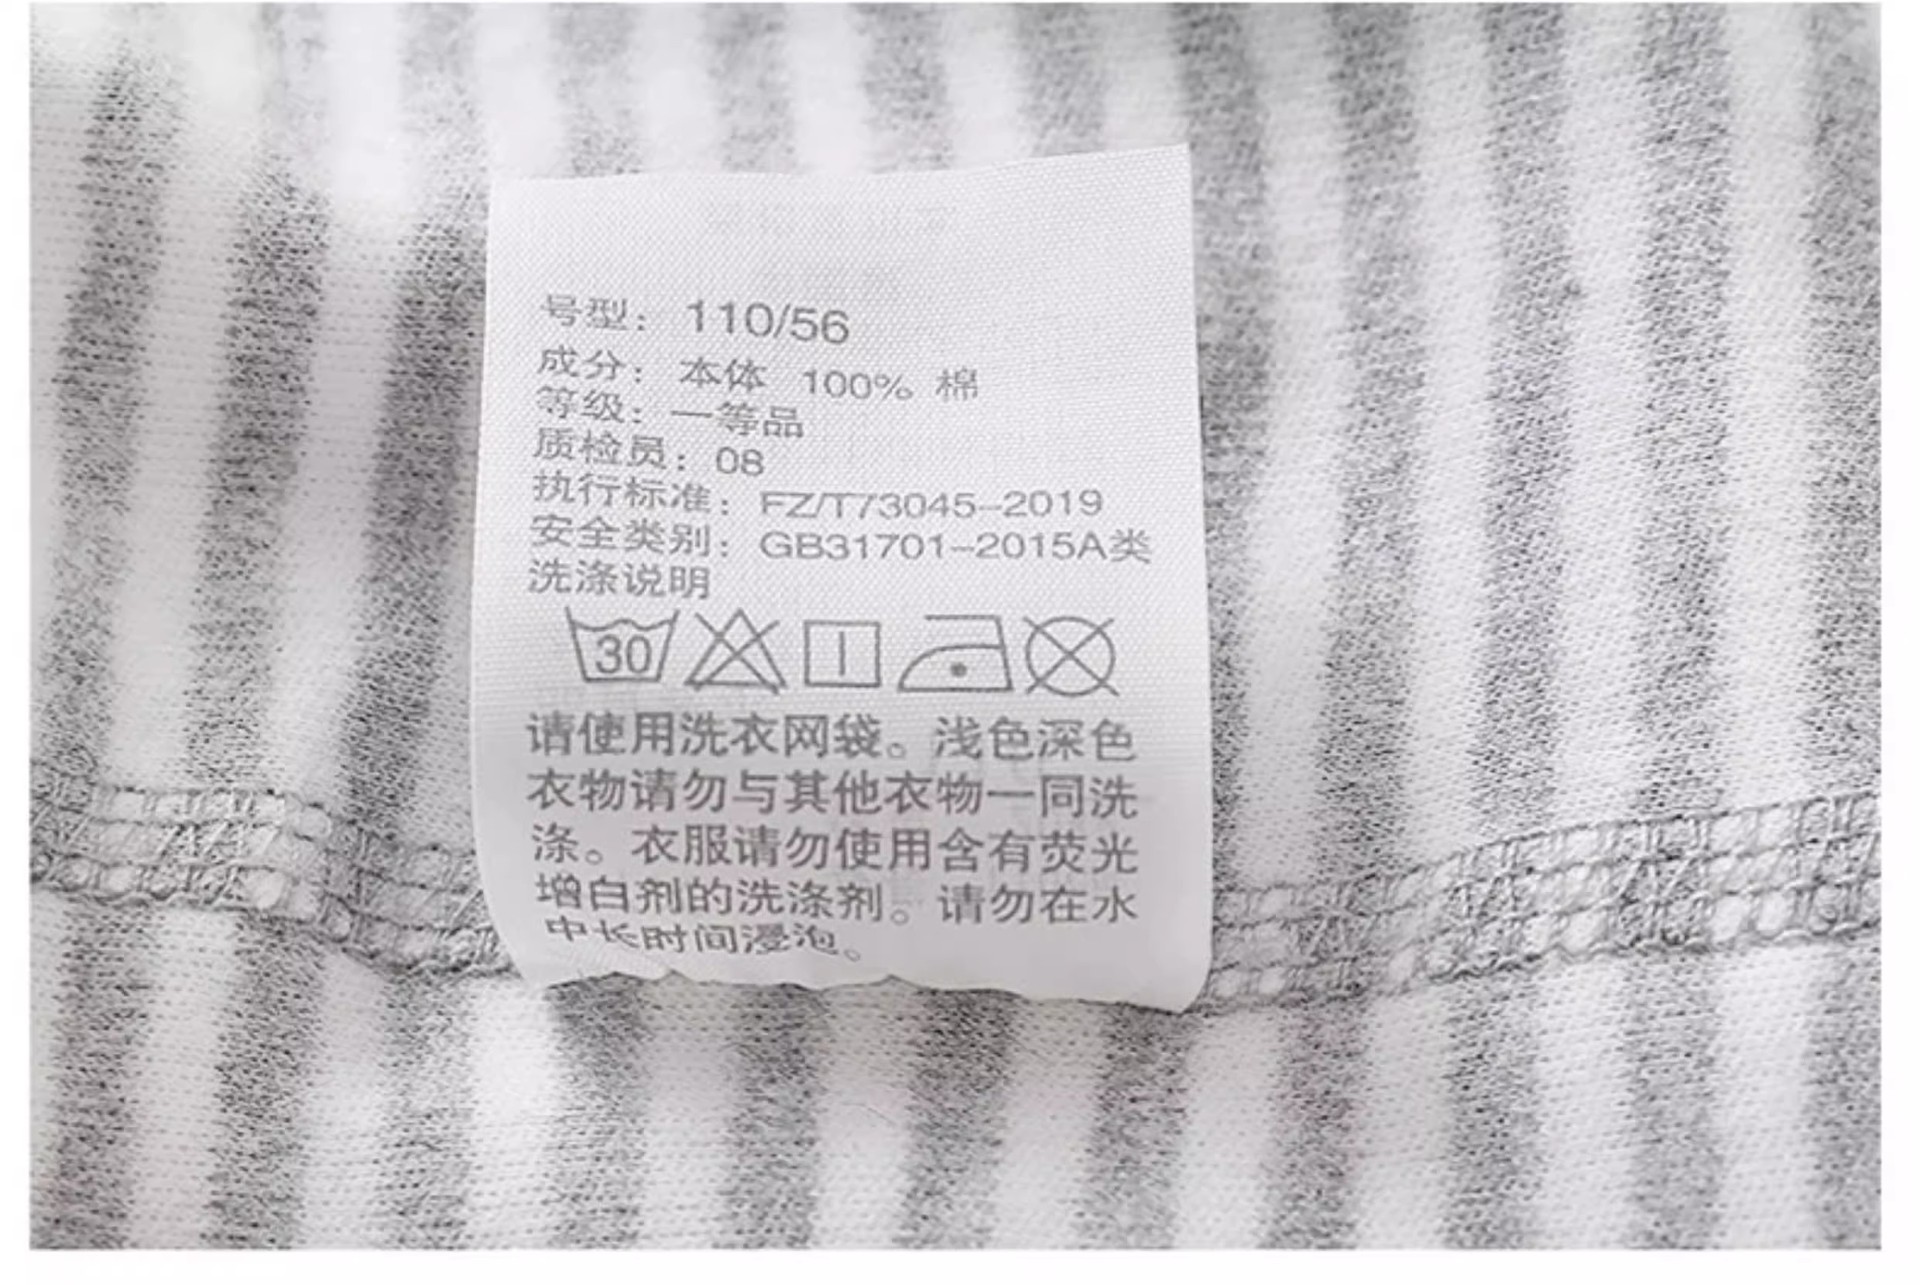 号型：110/56
成分：本体 100% 棉
等级：一等品
质检员：08
执行标准：FZ/T73045-2019
安全类别：GB31701-2015A类
洗涤说明
30
请使用洗衣网袋。浅色深色
衣物请勿与其他衣物一同洗
涤。衣服请勿使用含有荧光
增白剂的洗涤剂。请勿在水
中长时间浸泡。